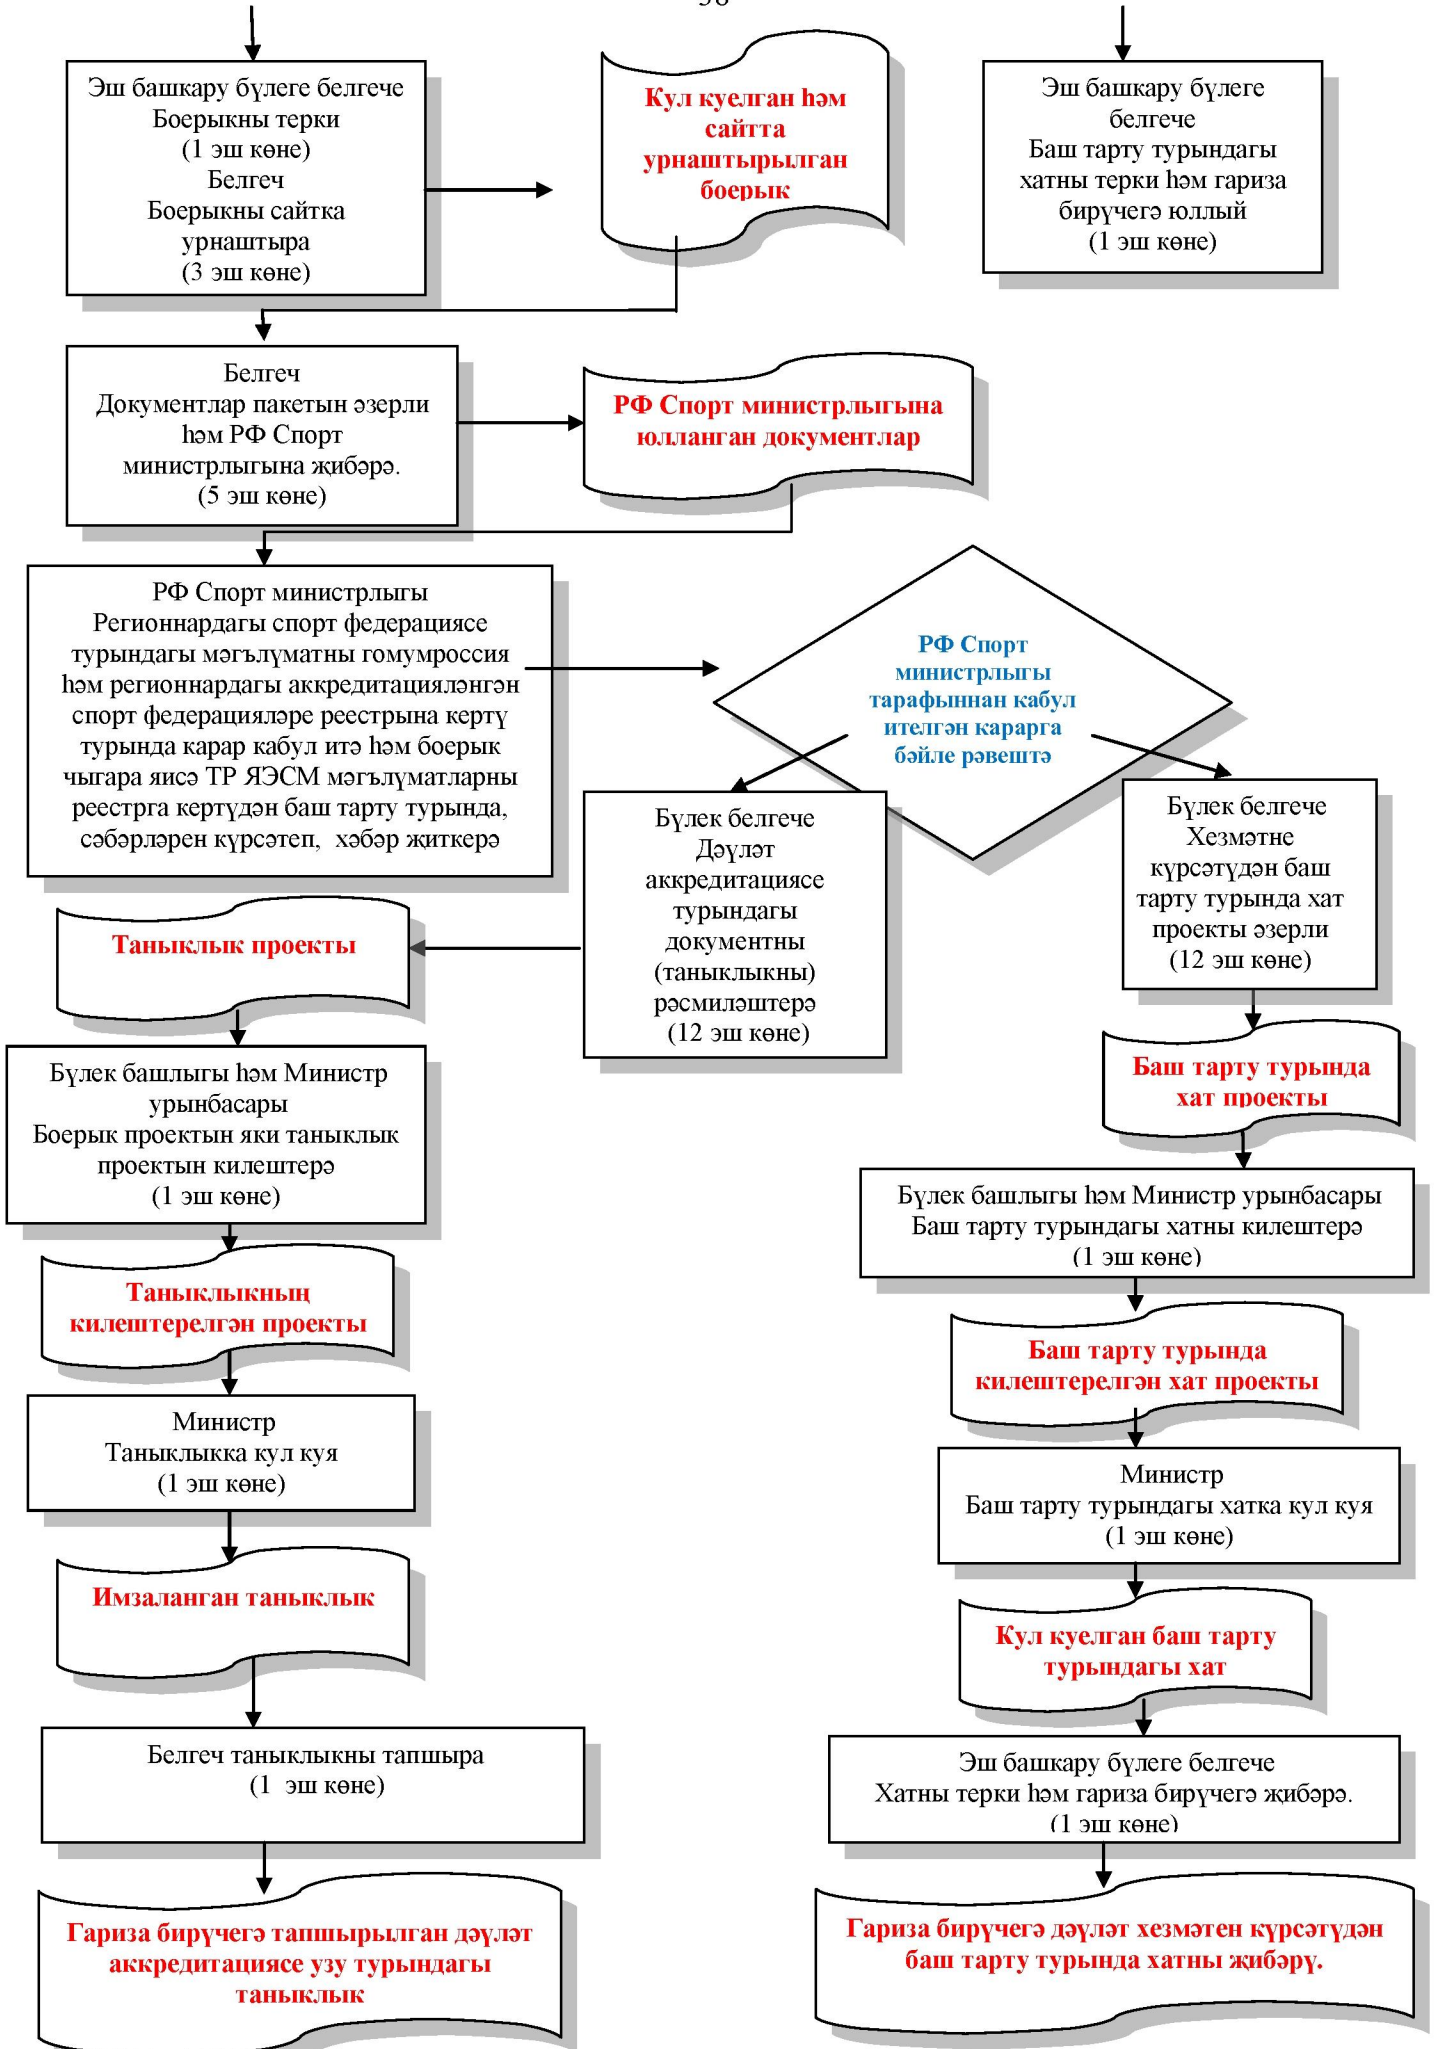 Эш башкару бүлеге белгече
Боерыкны терки
(1 эш көне)
Белгеч
Боерыкны сайтка
урнаштыра
(3 эш көне)
Кул куелган һәм
сайтта
урнаштырылган
боерык
Эш башкару бүлеге
белгече
Баш тарту турындагы
хатны терки һәм гариза
бирүчегә юллый
(1 эш көне)
Белгеч
Документлар пакетын әзерли
һәм РФ Спорт
министрлыгына җибәрә.
(5 эш көне)
РФ Спорт министрлыгына
юлланган документлар
РФ Спорт министрлыгы
Регионнардагы спорт федерациясе
турындагы мәгълүматны гомумроссия
һәм регионнардагы аккредитацияләнгән
спорт федерацияләре реестрына кертү
турында карар кабул итә һәм боерык
чыгара яисә ТР ЯЭСМ мәгълүматларны
реестрга кертүдән баш тарту турында,
сәбәрләрен күрсәтеп,  хәбәр җиткерә
РФ Спорт
министрлыгы
тарафыннан кабул
ителгән карарга
бәйле рәвештә
Бүлек белгече
Дәүләт
аккредитациясе
турындагы
документны
(таныклыкны)
рәсмиләштерә
(12 эш көне)
Бүлек белгече
Хезмәтне
күрсәтүдән баш
тарту турында хат
проекты әзерли
(12 эш көне)
Таныклык проекты
Баш тарту турында
хат проекты
Бүлек башлыгы һәм Министр
урынбасары
Боерык проектын яки таныклык
проектын килештерә
(1 эш көне)
Бүлек башлыгы һәм Министр урынбасары
Баш тарту турындагы хатны килештерә
(1 эш көне)
Таныклыкның
килештерелгән проекты
Баш тарту турында
килештерелгән хат проекты
Министр
Таныклыкка кул куя
(1 эш көне)
Министр
Баш тарту турындагы хатка кул куя
(1 эш көне)
Имзаланган таныклык
Кул куелган баш тарту
турындагы хат
Белгеч таныклыкны тапшыра
(1  эш көне)
Эш башкару бүлеге белгече
Хатны терки һәм гариза бирүчегә җибәрә.
(1 эш көне)
Гариза бирүчегә тапшырылган дәүләт
аккредитациясе узу турындагы
таныклык
Гариза бирүчегә дәүләт хезмәтен күрсәтүдән
баш тарту турында хатны җибәрү.